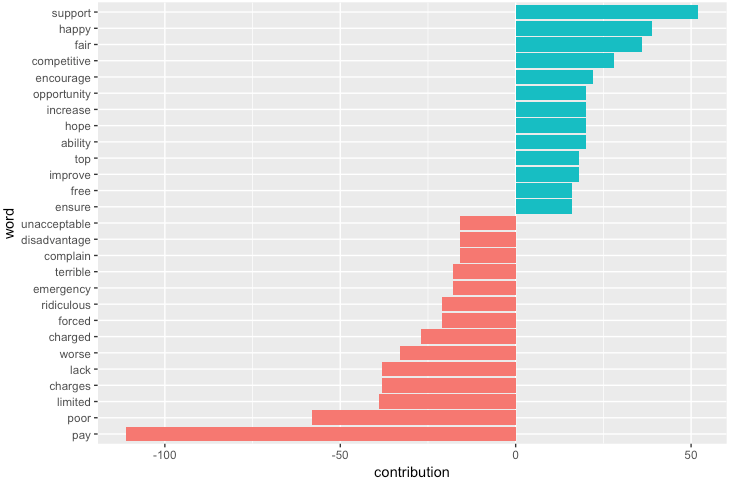 support
happy
fair
competitive
encourage
opportunity
increase
hope
ability
top
improve
free
ensure
unacceptable
disadvantage
complain
terrible
emergency
ridiculous
forced
charged
worse
lack
charges
limited
poor
pay
word
-100 -50 0 50
contribution